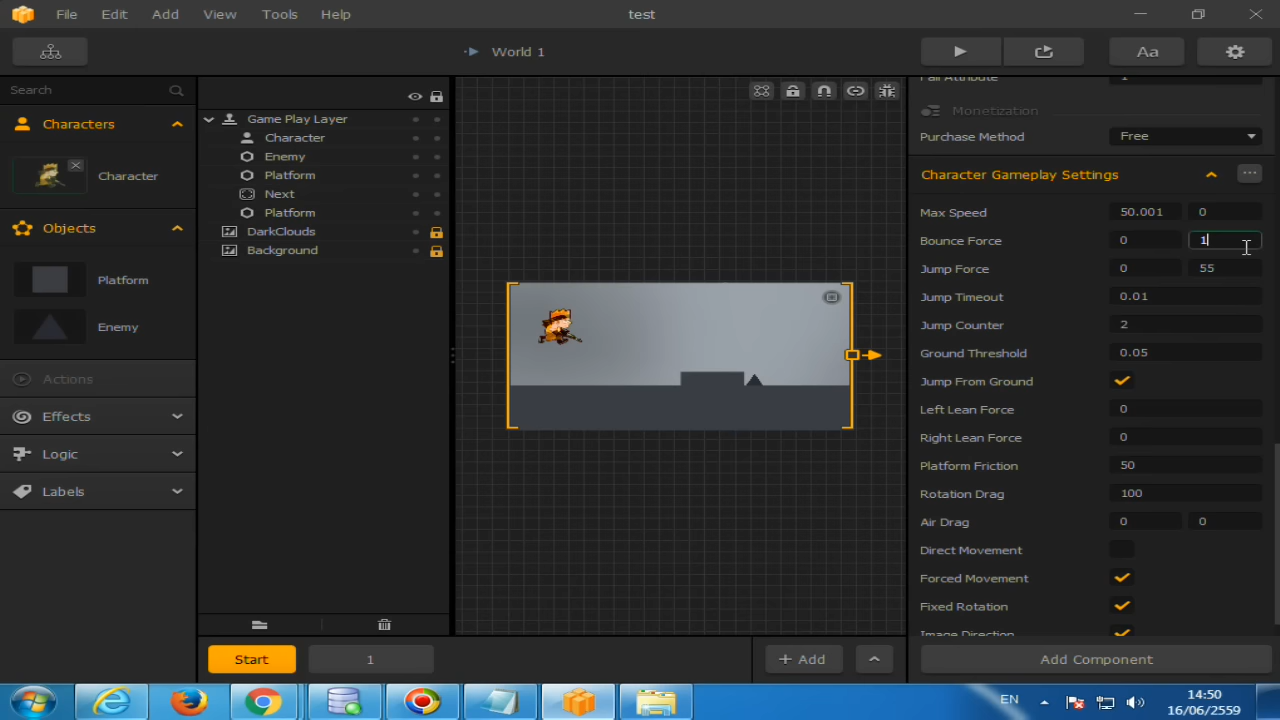 File Edit Add View Tools Help
test
World 1
Aa
Search
Characters
Character
Objects
Platform
Enemy
Actions
Effects
Logic
Labels
Game Play Layer
Character
Enemy
Platform
Next
Platform
DarkClouds
Background
Start
1
+ Add
Fall Attribute 1
Monetization
Purchase Method Free
Character Gameplay Settings ...
Max Speed 50.001 0
Bounce Force 0 1
Jump Force 0 55
Jump Timeout 0.01
Jump Counter 2
Ground Threshold 0.05
Jump From Ground
Left Lean Force 0
Right Lean Force 0
Platform Friction 50
Rotation Drag 100
Air Drag 0 0
Direct Movement
Forced Movement
Fixed Rotation
Image Direction
Add Component
EN
14:50
16/06/2559